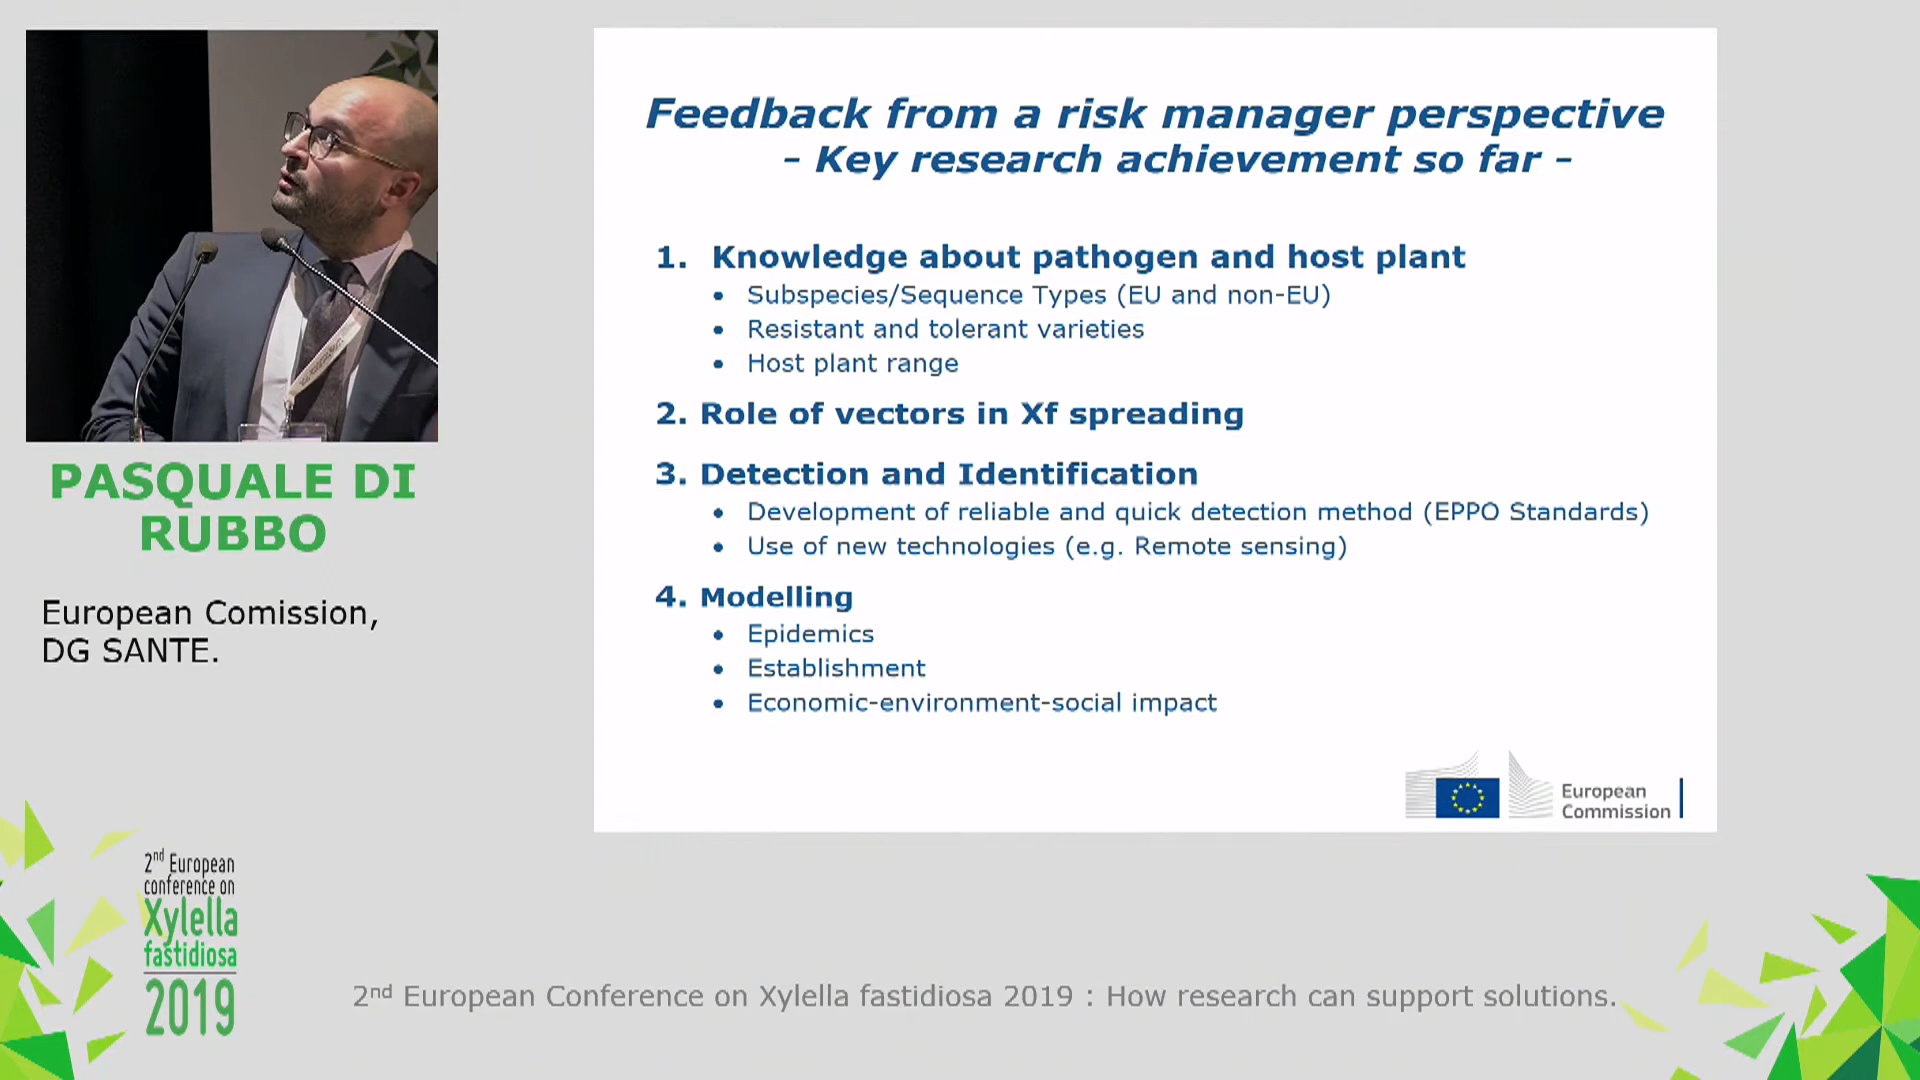 Feedback from a risk manager perspective
- Key research achievement so far -
1. Knowledge about pathogen and host plant
• Subspecies/Sequence Types (EU and non-EU)
• Resistant and tolerant varieties
• Host plant range
2. Role of vectors in Xf spreading
3. Detection and Identification
• Development of reliable and quick detection method (EPPO Standards)
• Use of new technologies (e.g. Remote sensing)
4. Modelling
• Epidemics
• Establishment
• Economic-environment-social impact
European
Commission
PASQUALE DI
RUBBO
European Comission,
DG SANTE.
2nd European
conference on
Xylella
fastidiosa
2019
2nd European Conference on Xylella fastidiosa 2019 : How research can support solutions.